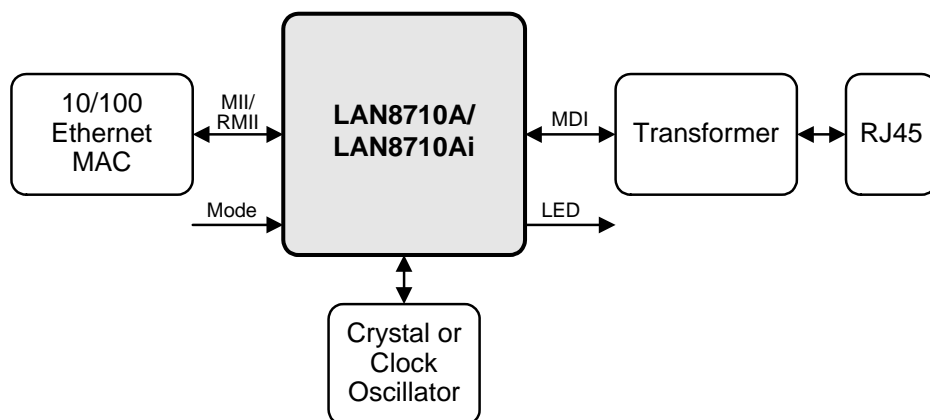 10/100
Ethernet
MAC
MII/
RMII
LAN8710A/
LAN8710Ai
MDI
Transformer
RJ45
Mode
LED
Crystal or
Clock
Oscillator